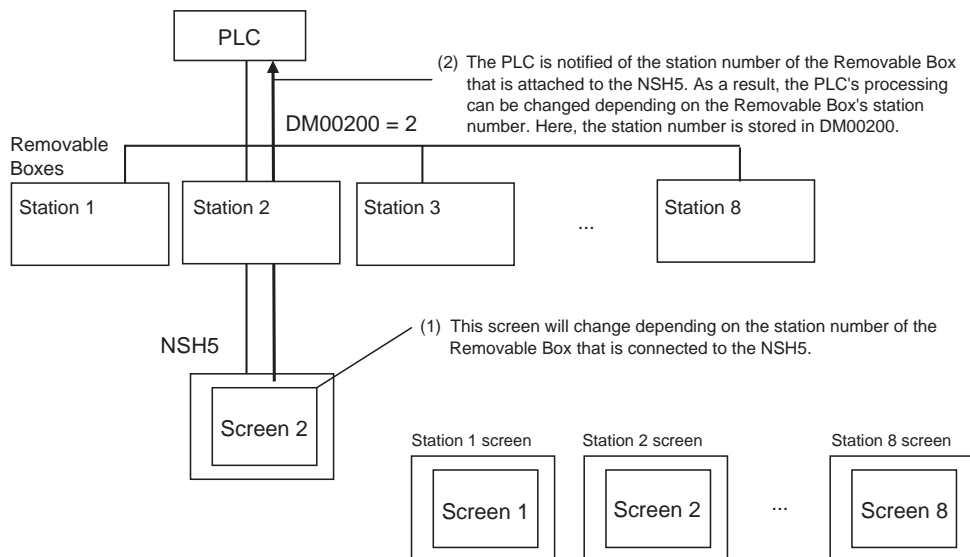 PLC
(2) The PLC is notified of the station number of the Removable Box
that is attached to the NSH5. As a result, the PLC's processing
can be changed depending on the Removable Box's station
number. Here, the station number is stored in DM00200.
DM00200 = 2
Removable
Boxes
Station 1
Station 2
Station 3
...
Station 8
(1) This screen will change depending on the station number of the
Removable Box that is connected to the NSH5.
NSH5
Screen 2
Station 1 screen
Station 2 screen
Station 8 screen
Screen 1
Screen 2
...
Screen 8